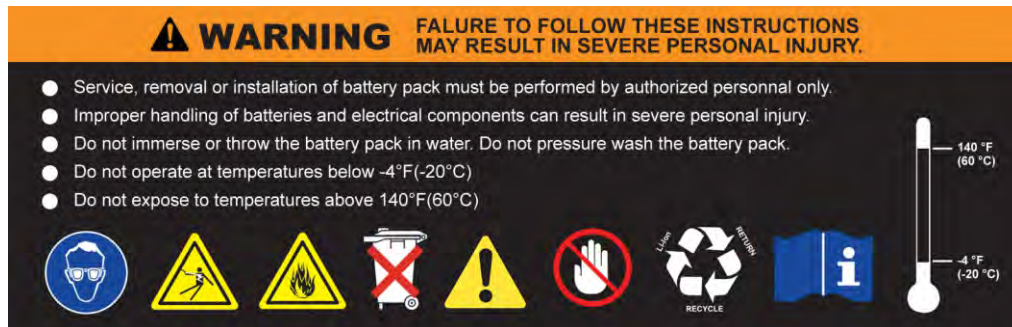 WARNING
FALURE TO FOLLOW THESE INSTRUCTIONS
MAY RESULT IN SEVERE PERSONAL INJURY.
Service, removal or installation of battery pack must be performed by authorized personnal only.
Improper handling of batteries and electrical components can result in severe personal injury.
Do not immerse or throw the battery pack in water. Do not pressure wash the battery pack.
Do not operate at temperatures below -4°F(-20°C)
Do not expose to temperatures above 140°F(60°C)
140 °F
(60 °C)
-4 °F
(-20 °C)
Li-ion
RETURN
RECYCLE